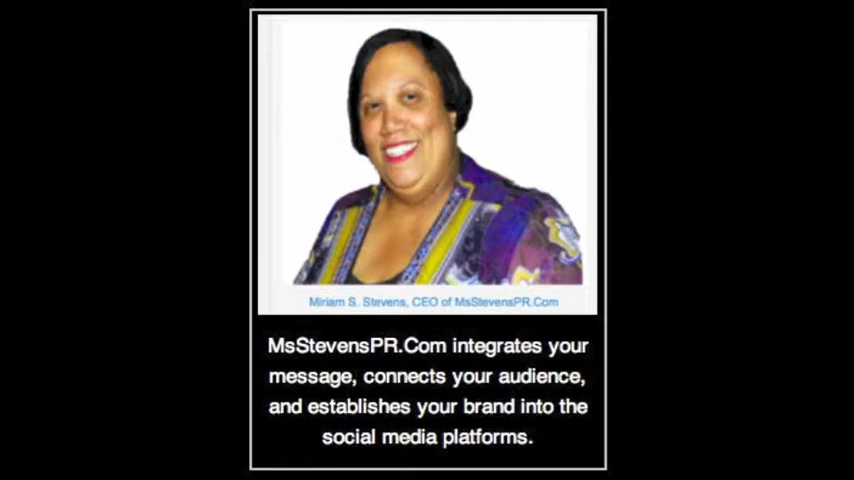 Miriam S. Stevens, CEO of MsStevensPR.Com
MsStevensPR.Com integrates your
message, connects your audience,
and establishes your brand into the
social media platforms.